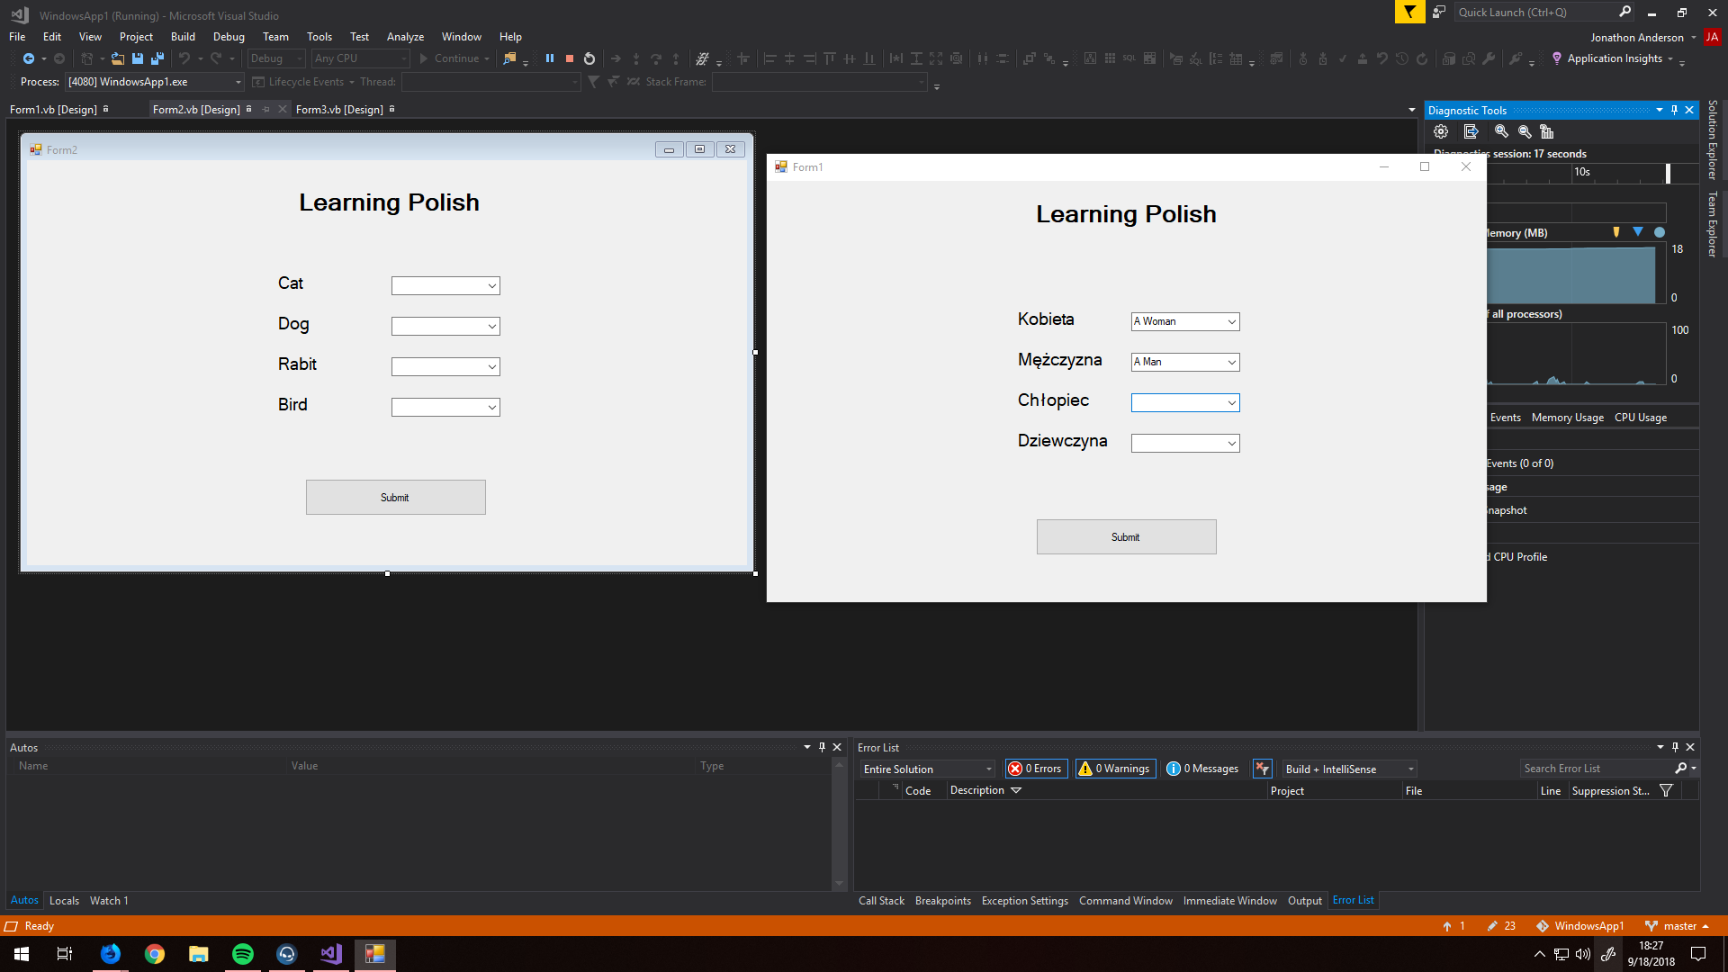 WindowsApp1 (Running) - Microsoft Visual Studio
Quick Launch (Ctrl+Q)
File Edit View Project Build Debug Team Tools Test Analyze Window Help
Jonathon Anderson JA
Debug Any CPU Continue Application Insights
Process: [4080] WindowsApp1.exe Lifecycle Events Thread: Stack Frame:
Form1.vb [Design] Form2.vb [Design] Form3.vb [Design]
Form2
Learning Polish
Cat
Dog
Rabit
Bird
Submit
Form1
Learning Polish
Kobieta A Woman
Mężczyzna A Man
Chłopiec
Dziewczyna
Submit
Diagnostic Tools
session: 17 seconds
10s
Memory (MB)
18
0
all processors)
100
0
Events Memory Usage CPU Usage
Events (0 of 0)
CPU Profile
Solution Explorer
Team Explorer
Autos
Name Value Type
Autos Locals Watch 1
Error List
Entire Solution 0 Errors 0 Warnings 0 Messages Build + IntelliSense Search Error List
Code Description Project File Line Suppression St...
Call Stack Breakpoints Exception Settings Command Window Immediate Window Output Error List
Ready
1 23 WindowsApp1 master
18:27
9/18/2018